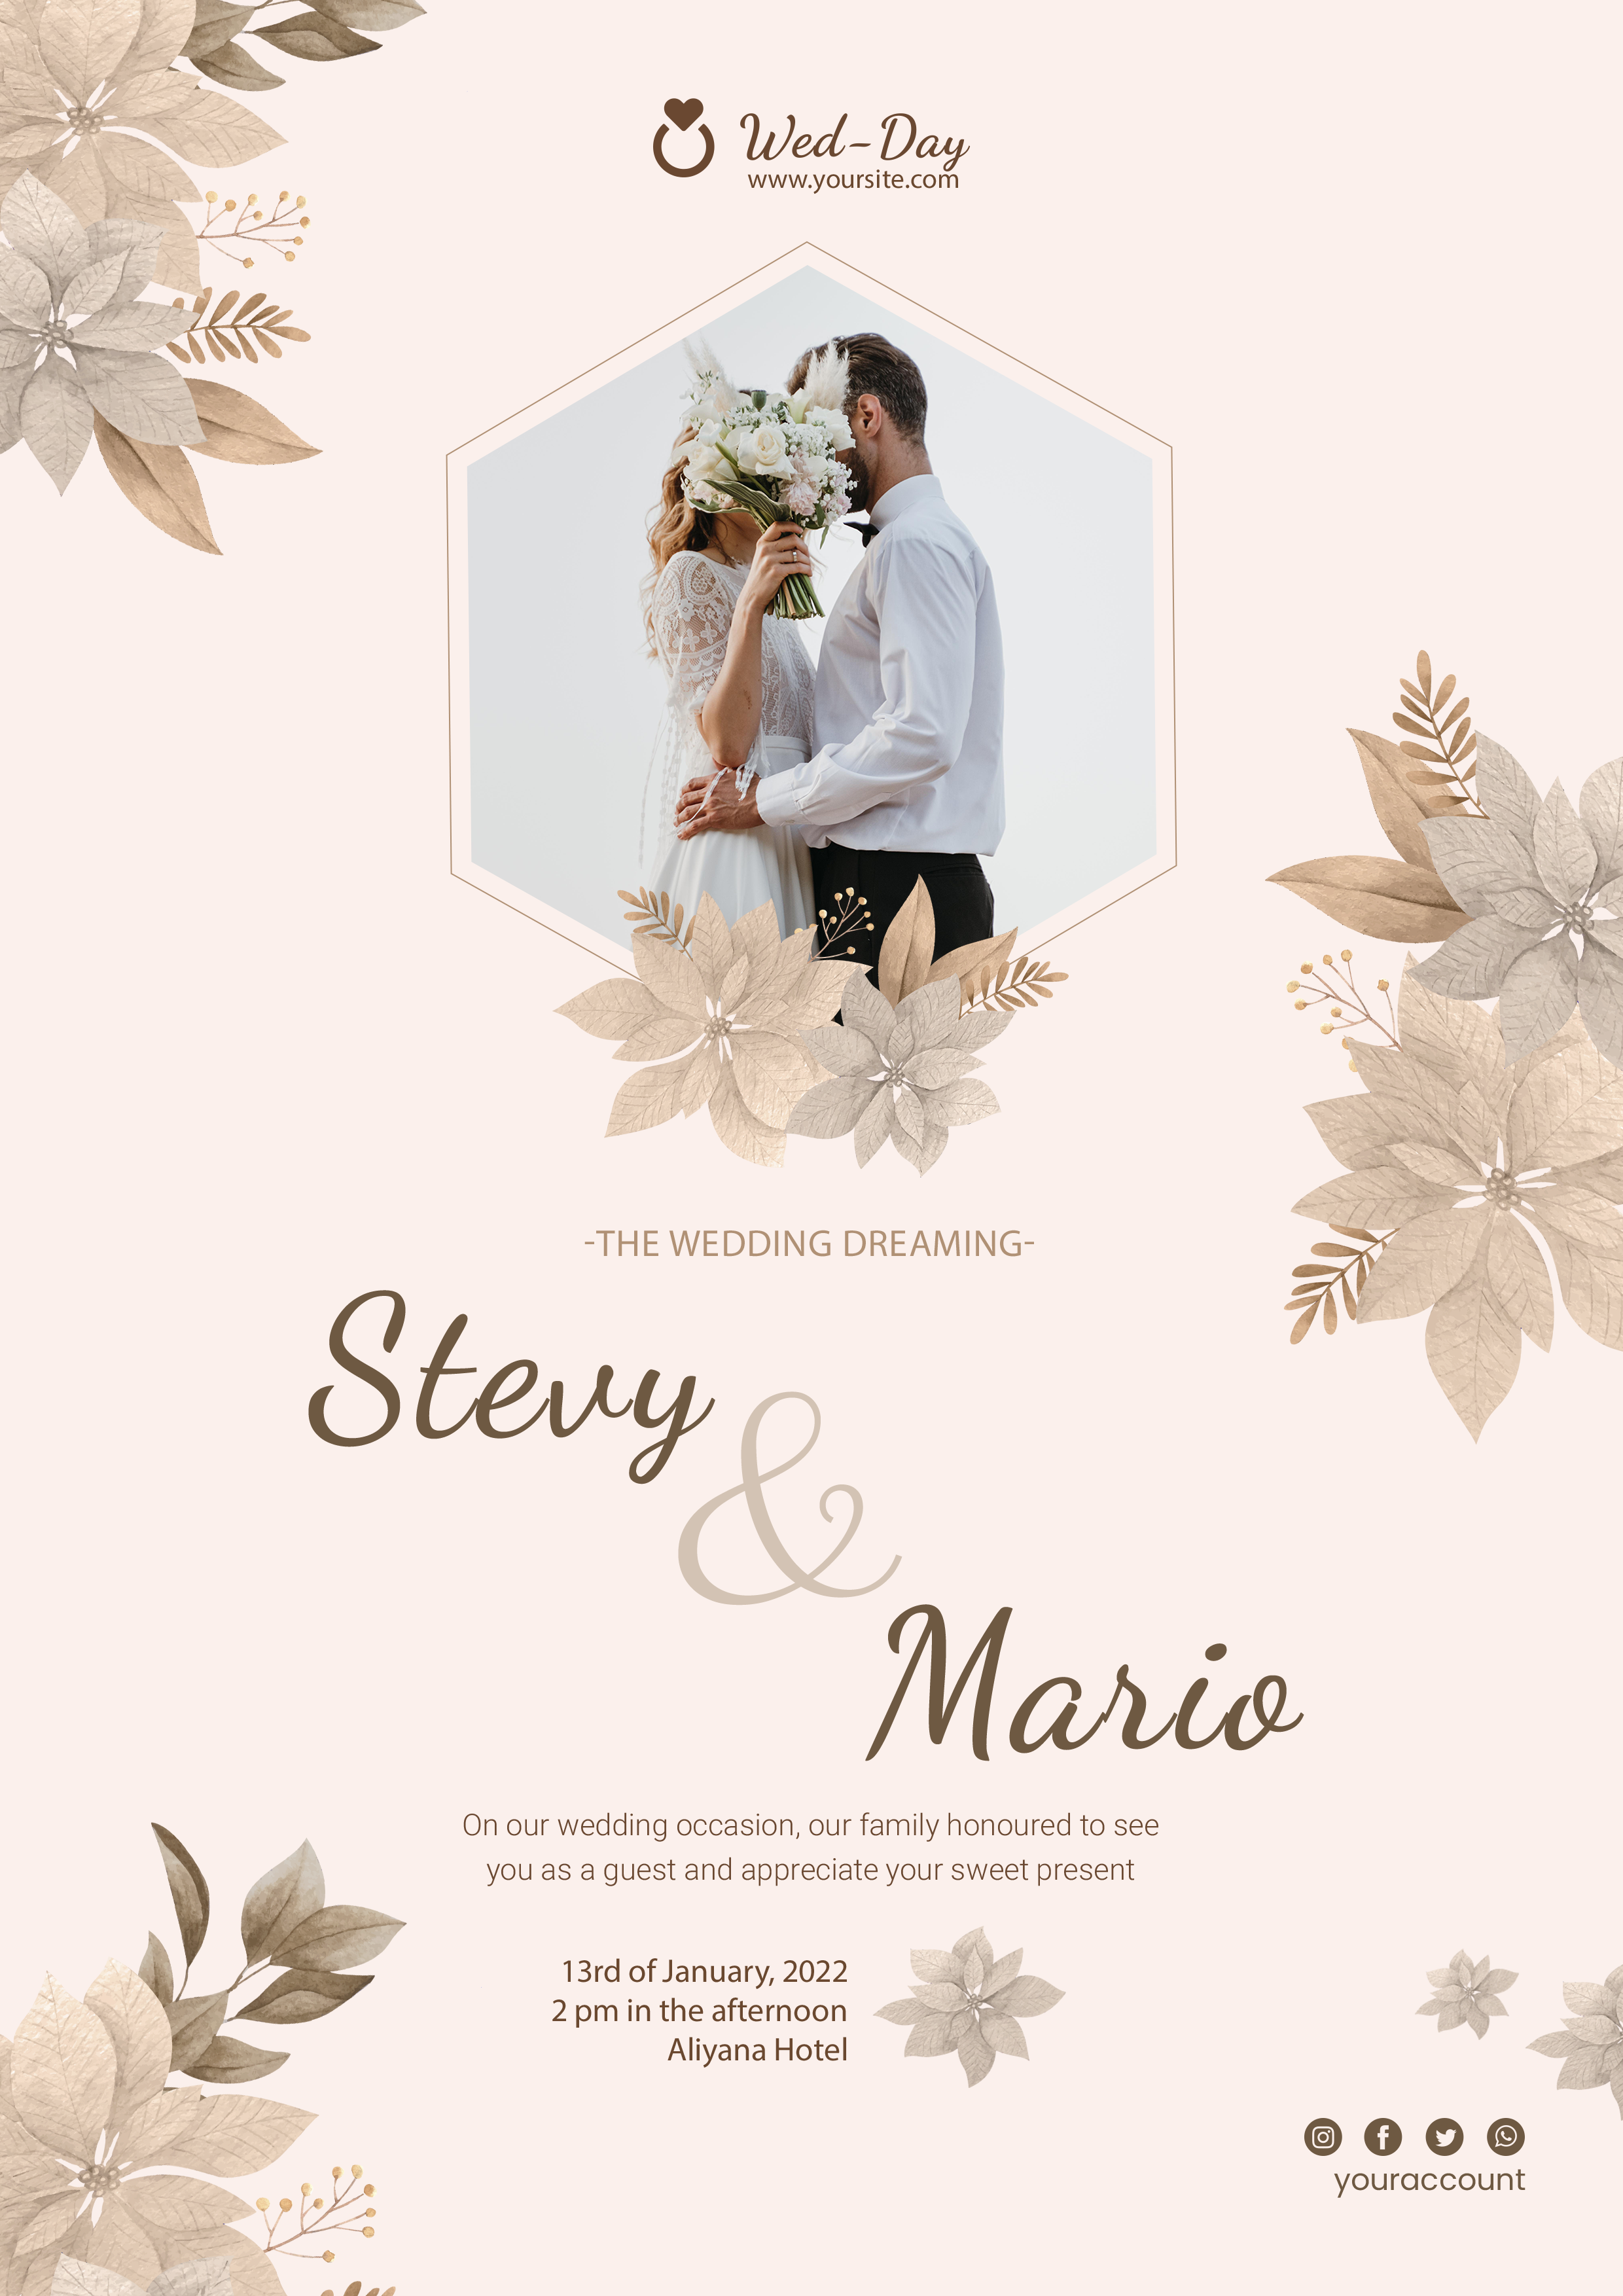 Wed-Day
www.yoursite.com
-THE WEDDING DREAMING-
Stevy
&
Mario
On our wedding occasion, our family honoured to see
you as a guest and appreciate your sweet present
13rd of January, 2022
2 pm in the afternoon
Aliyana Hotel
youraccount